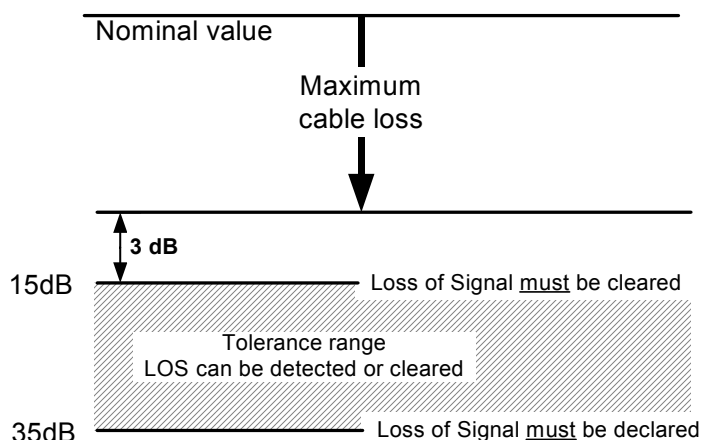 Nominal value
Maximum
cable loss
3 dB
15dB
Loss of Signal must be cleared
Tolerance range
LOS can be detected or cleared
35dB
Loss of Signal must be declared